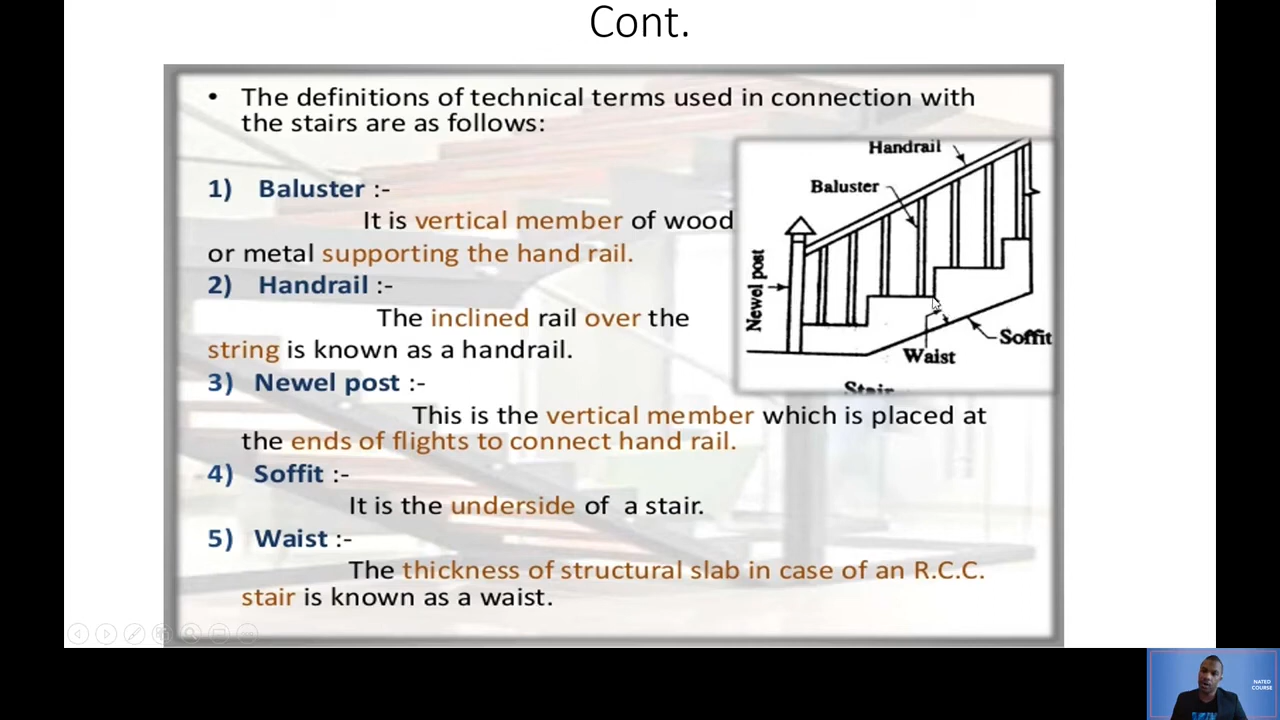 Cont.
• The definitions of technical terms used in connection with
the stairs are as follows:
1) Baluster :-
It is vertical member of wood
or metal supporting the hand rail.
2) Handrail :-
The inclined rail over the
string is known as a handrail.
3) Newel post :-
This is the vertical member which is placed at
the ends of flights to connect hand rail.
4) Soffit :-
It is the underside of a stair.
5) Waist :-
The thickness of structural slab in case of an R.C.C.
stair is known as a waist.
Handrail
Baluster
Newel post
Soffit
Waist
Stair
NATED
COURSE